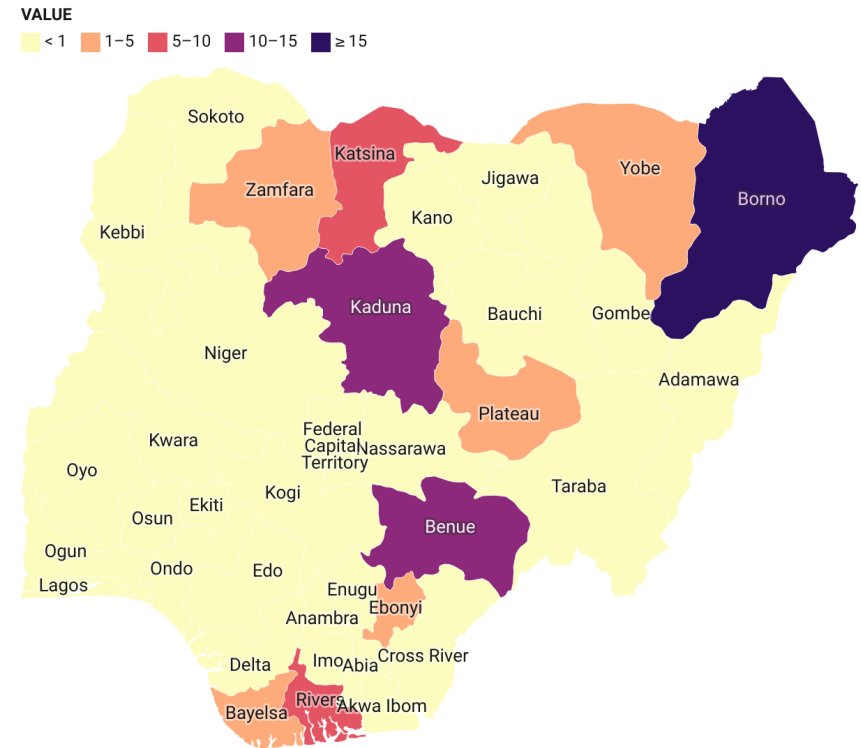 VALUE
< 1 1–5 5–10 10–15 ≥ 15
Sokoto
Katsina
Zamfara
Jigawa
Yobe
Borno
Kano
Kebbi
Kaduna
Bauchi
Gombe
Niger
Adamawa
Plateau
Federal
Capital
Territory
Nassarawa
Kwara
Oyo
Taraba
Kogi
Ekiti
Osun
Benue
Ogun
Ondo
Edo
Lagos
Enugu
Ebonyi
Anambra
Cross River
Delta
Imo
Abia
Rivers
Akwa Ibom
Bayelsa